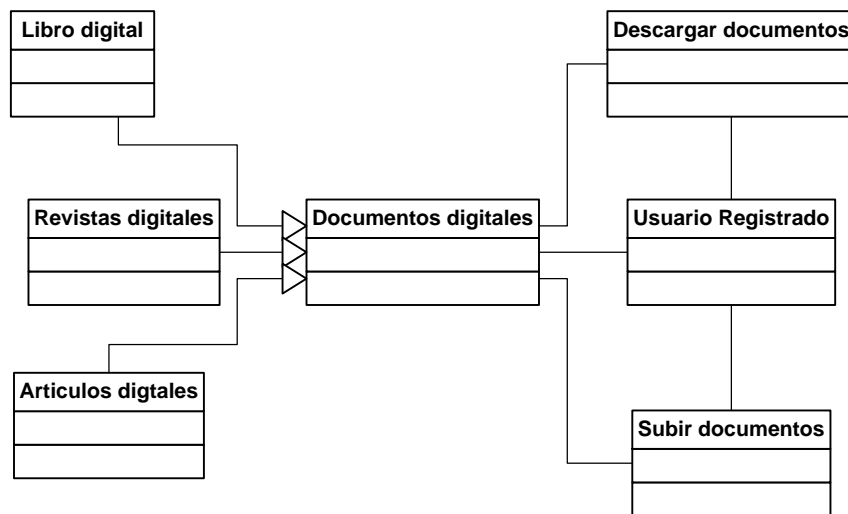 Libro digital
Descargar documentos
Revistas digitales
Documentos digitales
Usuario Registrado
Articulos digtales
Subir documentos